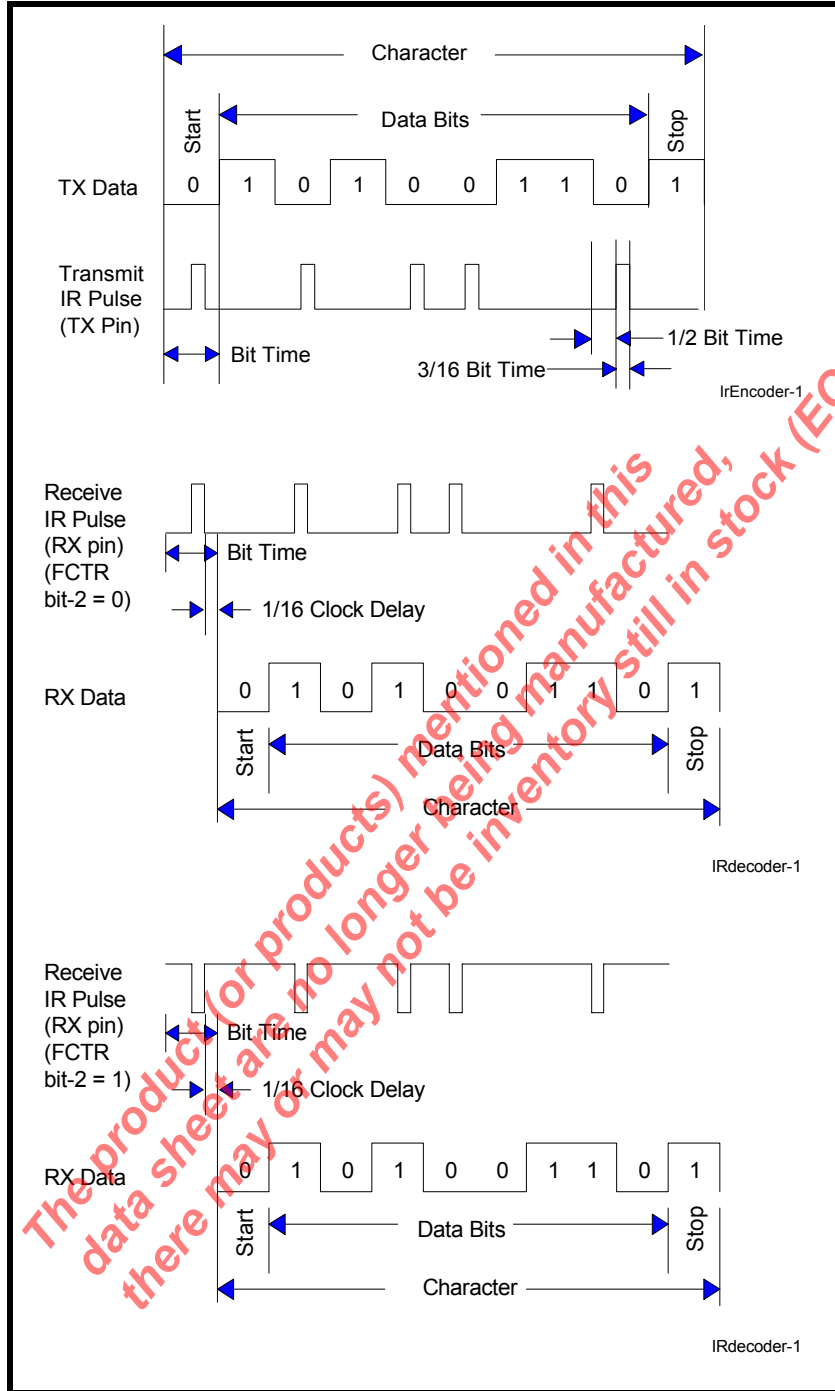 Character
Start
Data Bits
Stop
TX Data
0 1 0 1 0 0 1 1 0 1
Transmit
IR Pulse
(TX Pin)
Bit Time
1/2 Bit Time
3/16 Bit Time
IrEncoder-1
Receive
IR Pulse
(RX pin)
(FCTR
bit-2 = 0)
Bit Time
1/16 Clock Delay
RX Data
0 1 0 1 0 0 1 1 0 1
Start
Data Bits
Stop
Character
IRdecoder-1
Receive
IR Pulse
(RX pin)
(FCTR
bit-2 = 1)
Bit Time
1/16 Clock Delay
RX Data
0 1 0 1 0 0 1 1 0 1
Start
Data Bits
Stop
Character
IRdecoder-1
The product (or products) mentioned in this
data sheet are no longer being manufactured,
there may or may not be inventory still in stock